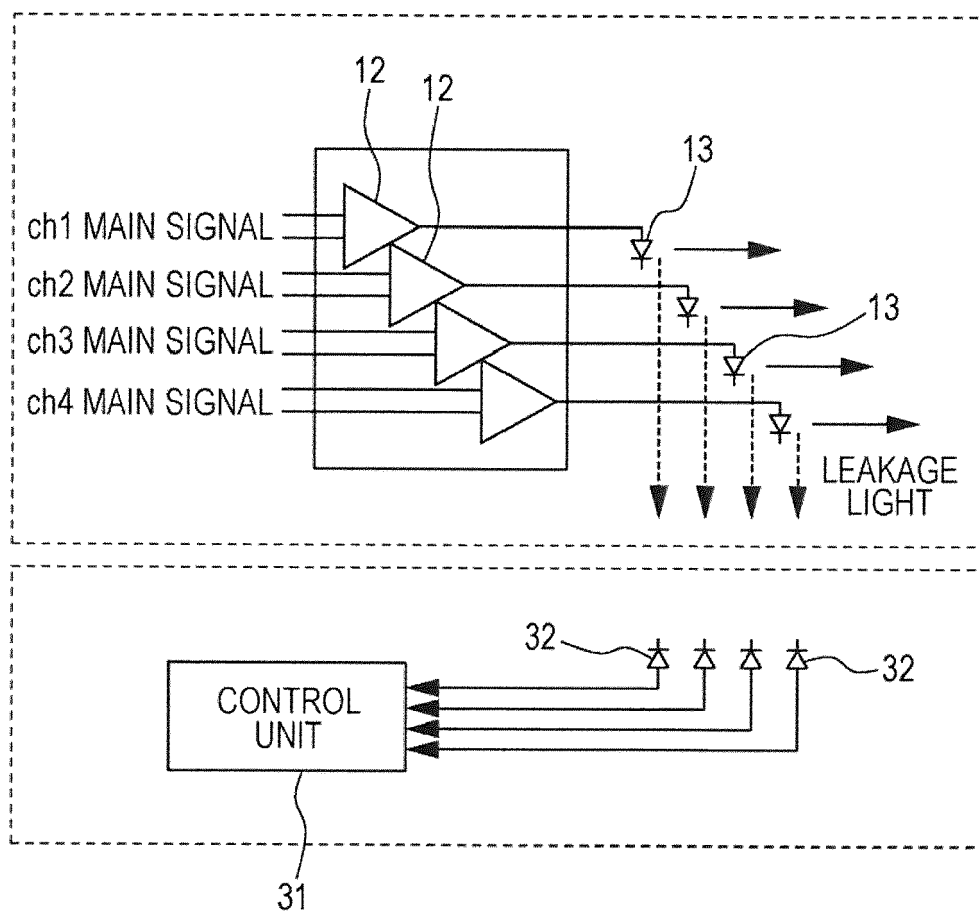 12
12
13
ch1 MAIN SIGNAL
ch2 MAIN SIGNAL
13
ch3 MAIN SIGNAL
ch4 MAIN SIGNAL
LEAKAGE
LIGHT
32
32
CONTROL
UNIT
31